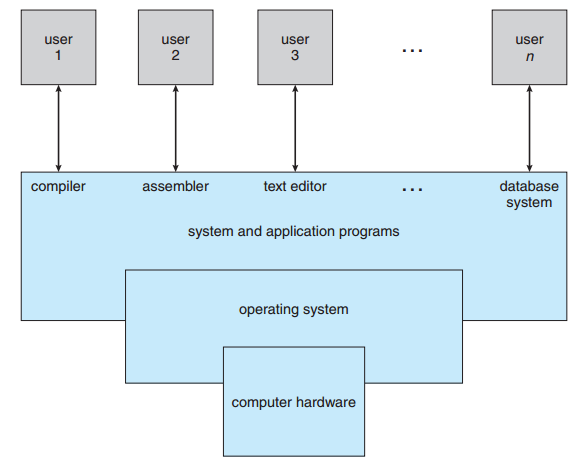 user
1
user
2
user
3
...
user
n
compiler
assembler
text editor
...
database
system
system and application programs
operating system
computer hardware